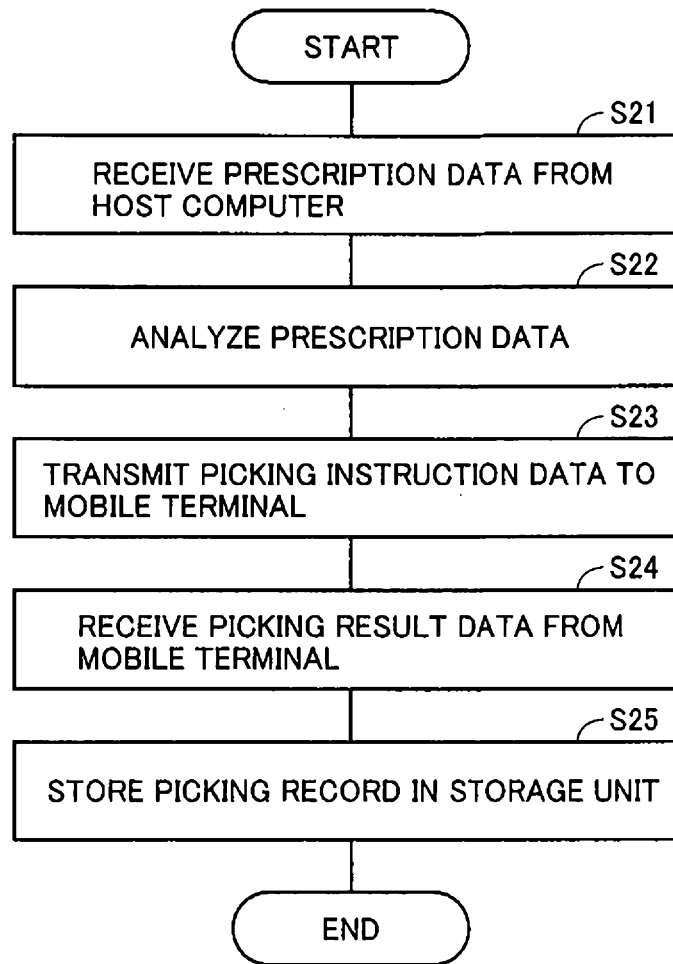 START
S21
RECEIVE PRESCRIPTION DATA FROM
HOST COMPUTER
S22
ANALYZE PRESCRIPTION DATA
S23
TRANSMIT PICKING INSTRUCTION DATA TO
MOBILE TERMINAL
S24
RECEIVE PICKING RESULT DATA FROM
MOBILE TERMINAL
S25
STORE PICKING RECORD IN STORAGE UNIT
END